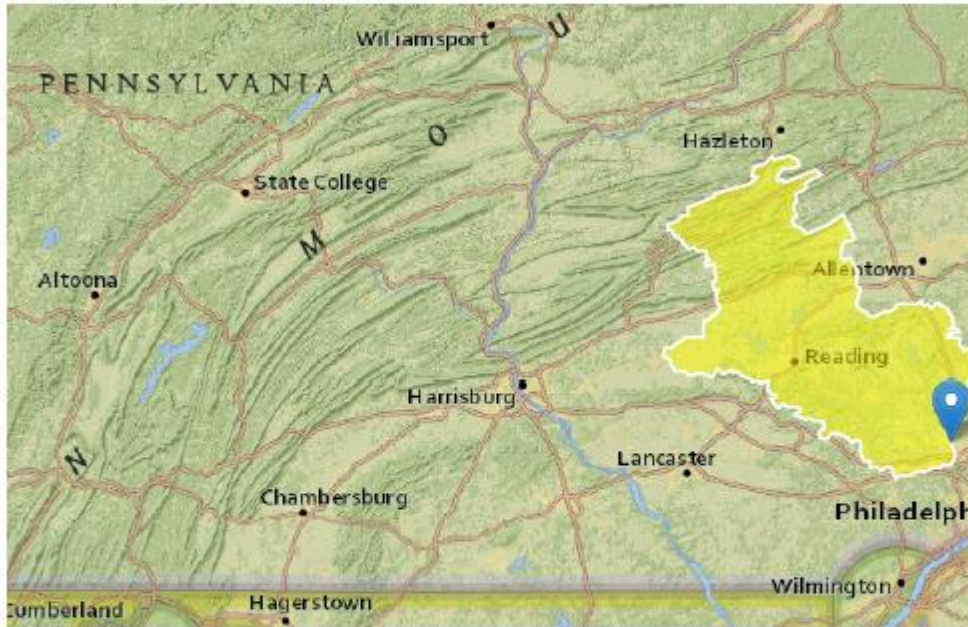 Williamsport
U
PENNSYLVANIA
O
Hazleton
State College
M
Allentown
Altoona
Reading
Harrisburg
Lancaster
N
Chambersburg
Philadelph
Wilmington
Cumberland
Hagerstown